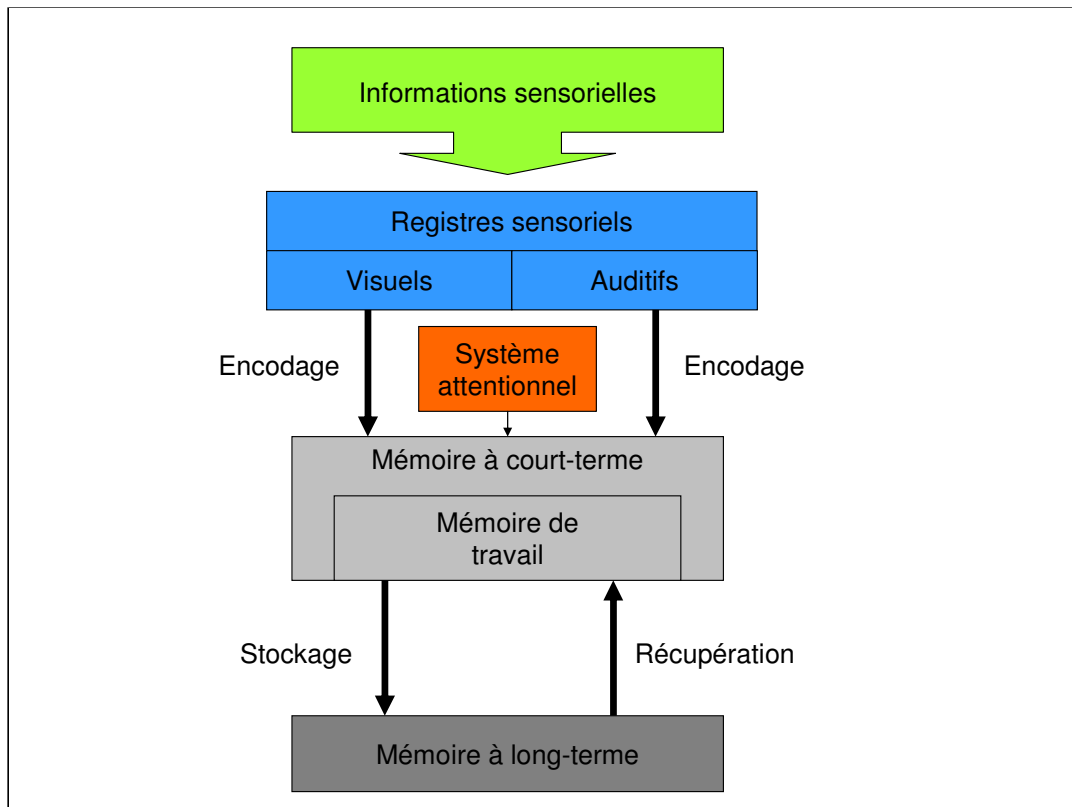 Informations sensorielles
Registres sensoriels
Visuels
Auditifs
Encodage
Système
attentionnel
Encodage
Mémoire à court-terme
Mémoire de
travail
Stockage
Récupération
Mémoire à long-terme